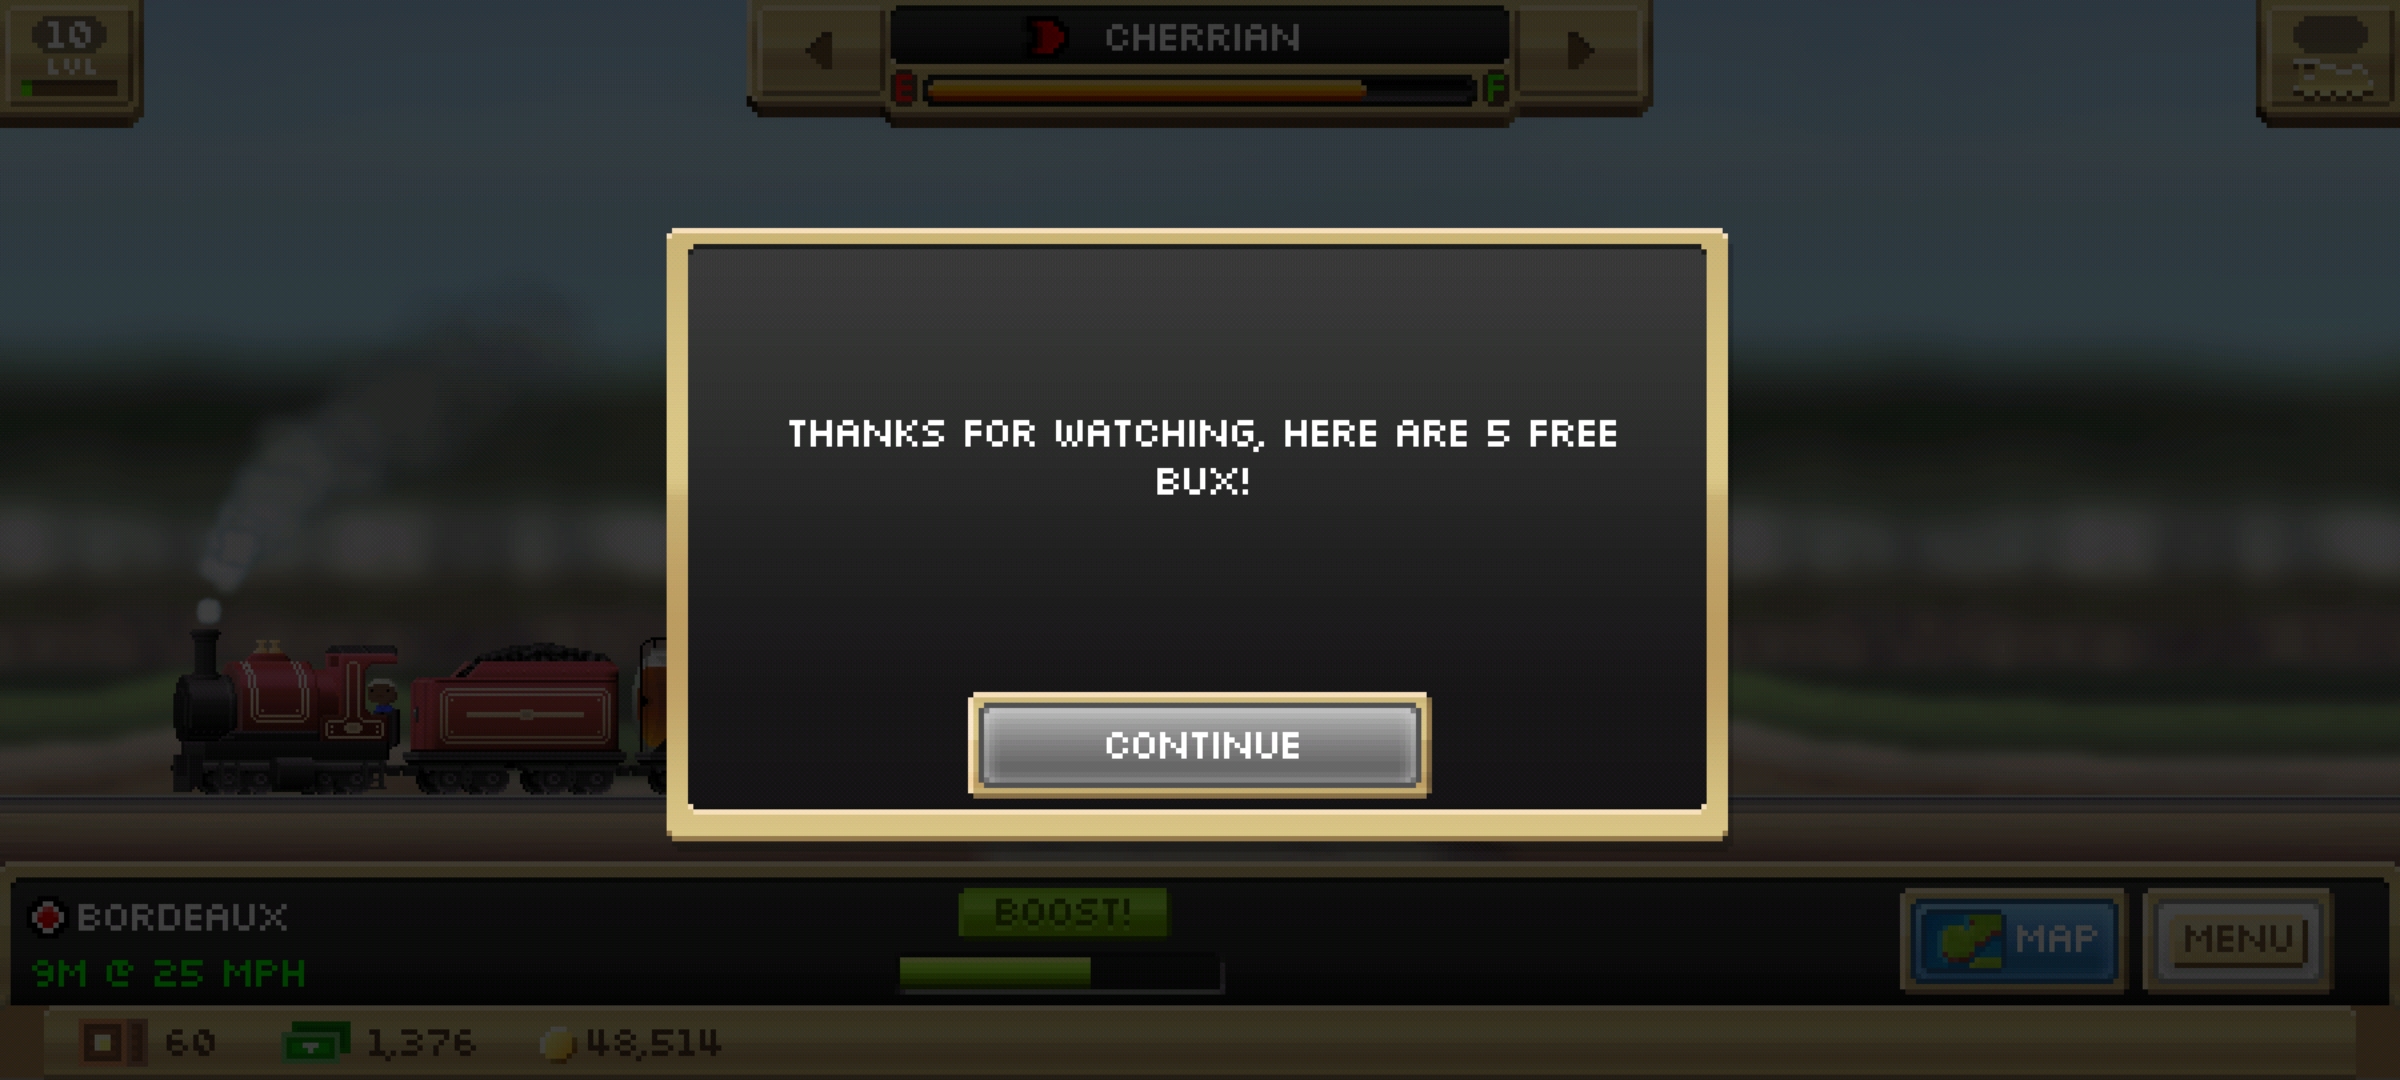 10
LVL
CHERRIAN
E F
THANKS FOR WATCHING, HERE ARE 5 FREE
BUX!
CONTINUE
BORDEAUX
BOOST!
MAP
MENU
9M @ 25 MPH
60
1,376
48,514